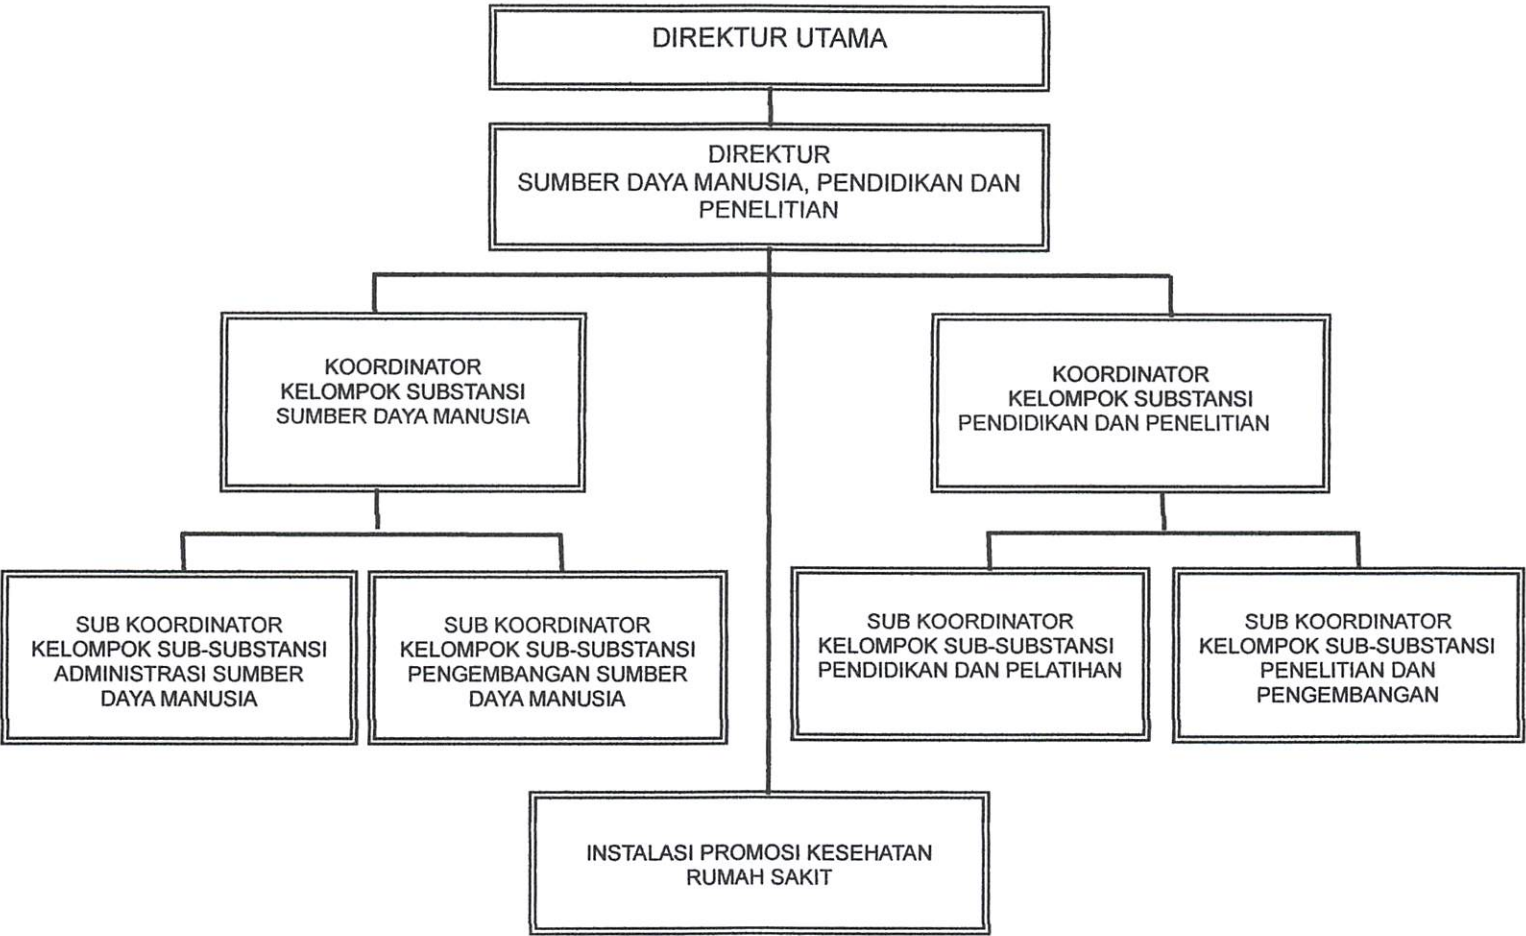 DIREKTUR UTAMA
DIREKTUR
SUMBER DAYA MANUSIA, PENDIDIKAN DAN
PENELITIAN
KOORDINATOR
KELOMPOK SUBSTANSI
SUMBER DAYA MANUSIA
KOORDINATOR
KELOMPOK SUBSTANSI
PENDIDIKAN DAN PENELITIAN
SUB KOORDINATOR
KELOMPOK SUB-SUBSTANSI
ADMINISTRASI SUMBER
DAYA MANUSIA
SUB KOORDINATOR
KELOMPOK SUB-SUBSTANSI
PENGEMBANGAN SUMBER
DAYA MANUSIA
SUB KOORDINATOR
KELOMPOK SUB-SUBSTANSI
PENDIDIKAN DAN PELATIHAN
SUB KOORDINATOR
KELOMPOK SUB-SUBSTANSI
PENELITIAN DAN
PENGEMBANGAN
INSTALASI PROMOSI KESEHATAN
RUMAH SAKIT